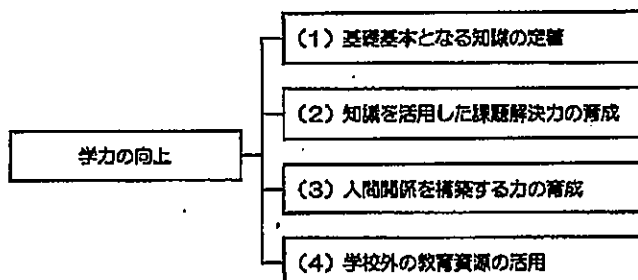 (1) 基礎基本となる知識の定着
(2) 知識を活用した課題解決力の育成
学力の向上
(3) 人間関係を構築する力の育成
(4) 学校外の教育資源の活用